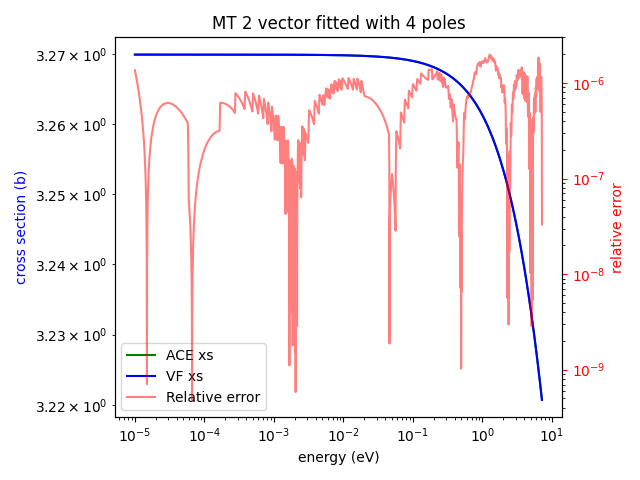 MT 2 vector fitted with 4 poles
3.27 × 10⁰
3.26 × 10⁰
3.25 × 10⁰
3.24 × 10⁰
3.23 × 10⁰
3.22 × 10⁰
cross section (b)
10⁻⁶
10⁻⁷
10⁻⁸
10⁻⁹
relative error
ACE xs
VF xs
Relative error
10⁻⁵ 10⁻⁴ 10⁻³ 10⁻² 10⁻¹ 10⁰ 10¹
energy (eV)